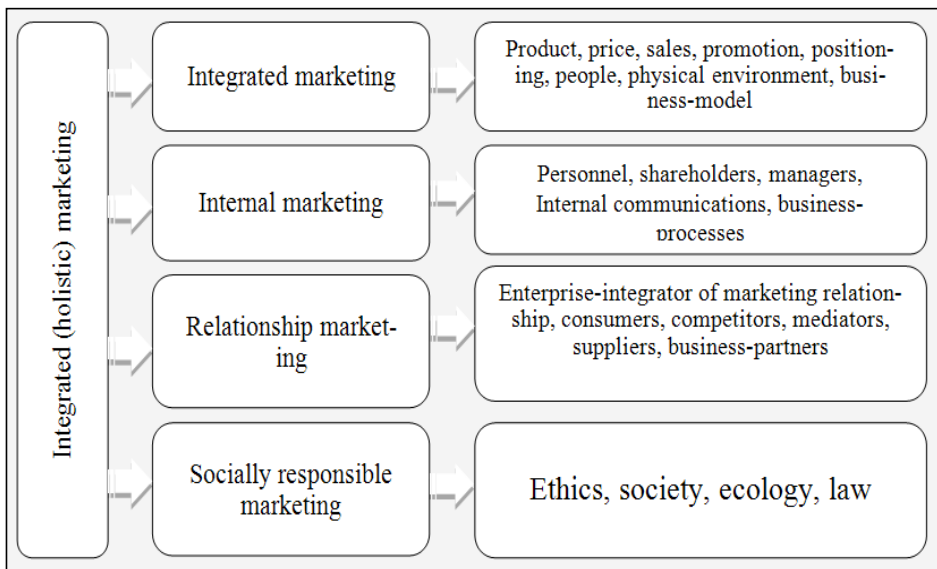 Integrated (holistic) marketing
Integrated marketing
Product, price, sales, promotion, position-
ing, people, physical environment, busi-
ness-model
Internal marketing
Personnel, shareholders, managers,
Internal communications, business-
processes
Relationship market-
ing
Enterprise-integrator of marketing relation-
ship, consumers, competitors, mediators,
suppliers, business-partners
Socially responsible
marketing
Ethics, society, ecology, law